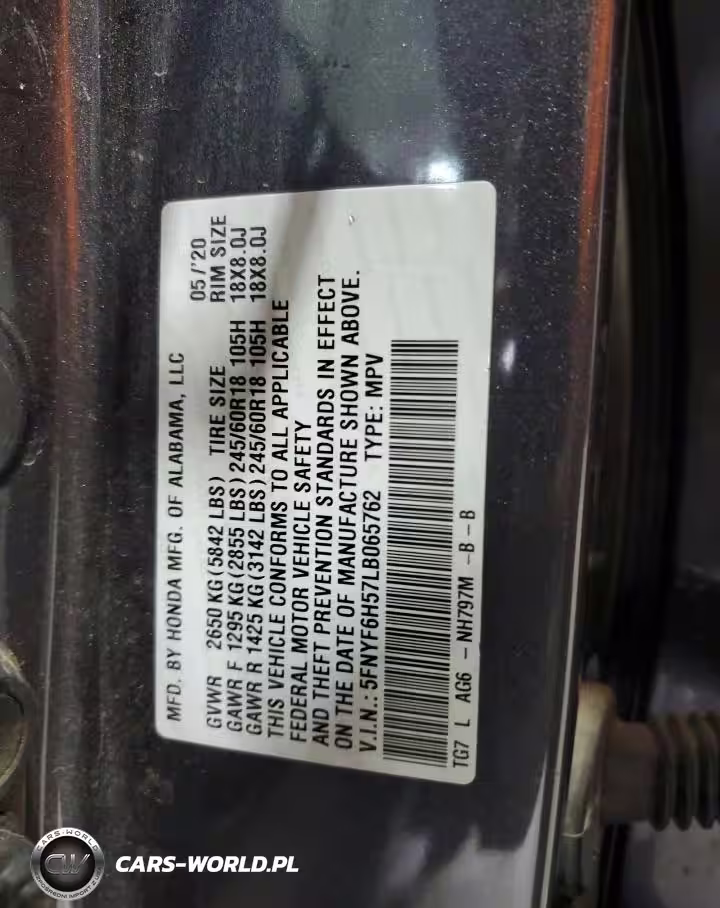 MFD. BY HONDA MFG. OF ALABAMA, LLC 05/'20
GVWR 2650 KG (5842 LBS) TIRE SIZE RIM SIZE
GAWR F 1295 KG (2855 LBS) 245/60R18 105H 18X8.0J
GAWR R 1425 KG (3142 LBS) 245/60R18 105H 18X8.0J
THIS VEHICLE CONFORMS TO ALL APPLICABLE
FEDERAL MOTOR VEHICLE SAFETY
AND THEFT PREVENTION STANDARDS IN EFFECT
ON THE DATE OF MANUFACTURE SHOWN ABOVE.
V.I.N.: 5FNYF6H57LB065762 TYPE: MPV
TG7 L AG6 - NH797M -B -B
CARS-WORLD
CW
CARS-WORLD.PL